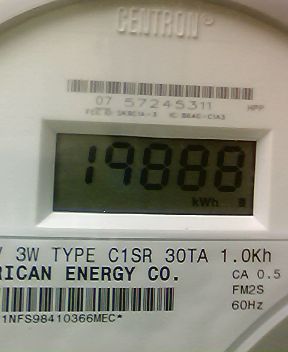 CENTRON®
07 57245311 HPP
19888
kWh
V 3W TYPE C1SR 30TA 1.0Kh
RICAN ENERGY CO. CA 0.5
FM2S
60Hz
1NFS98410366MEC*